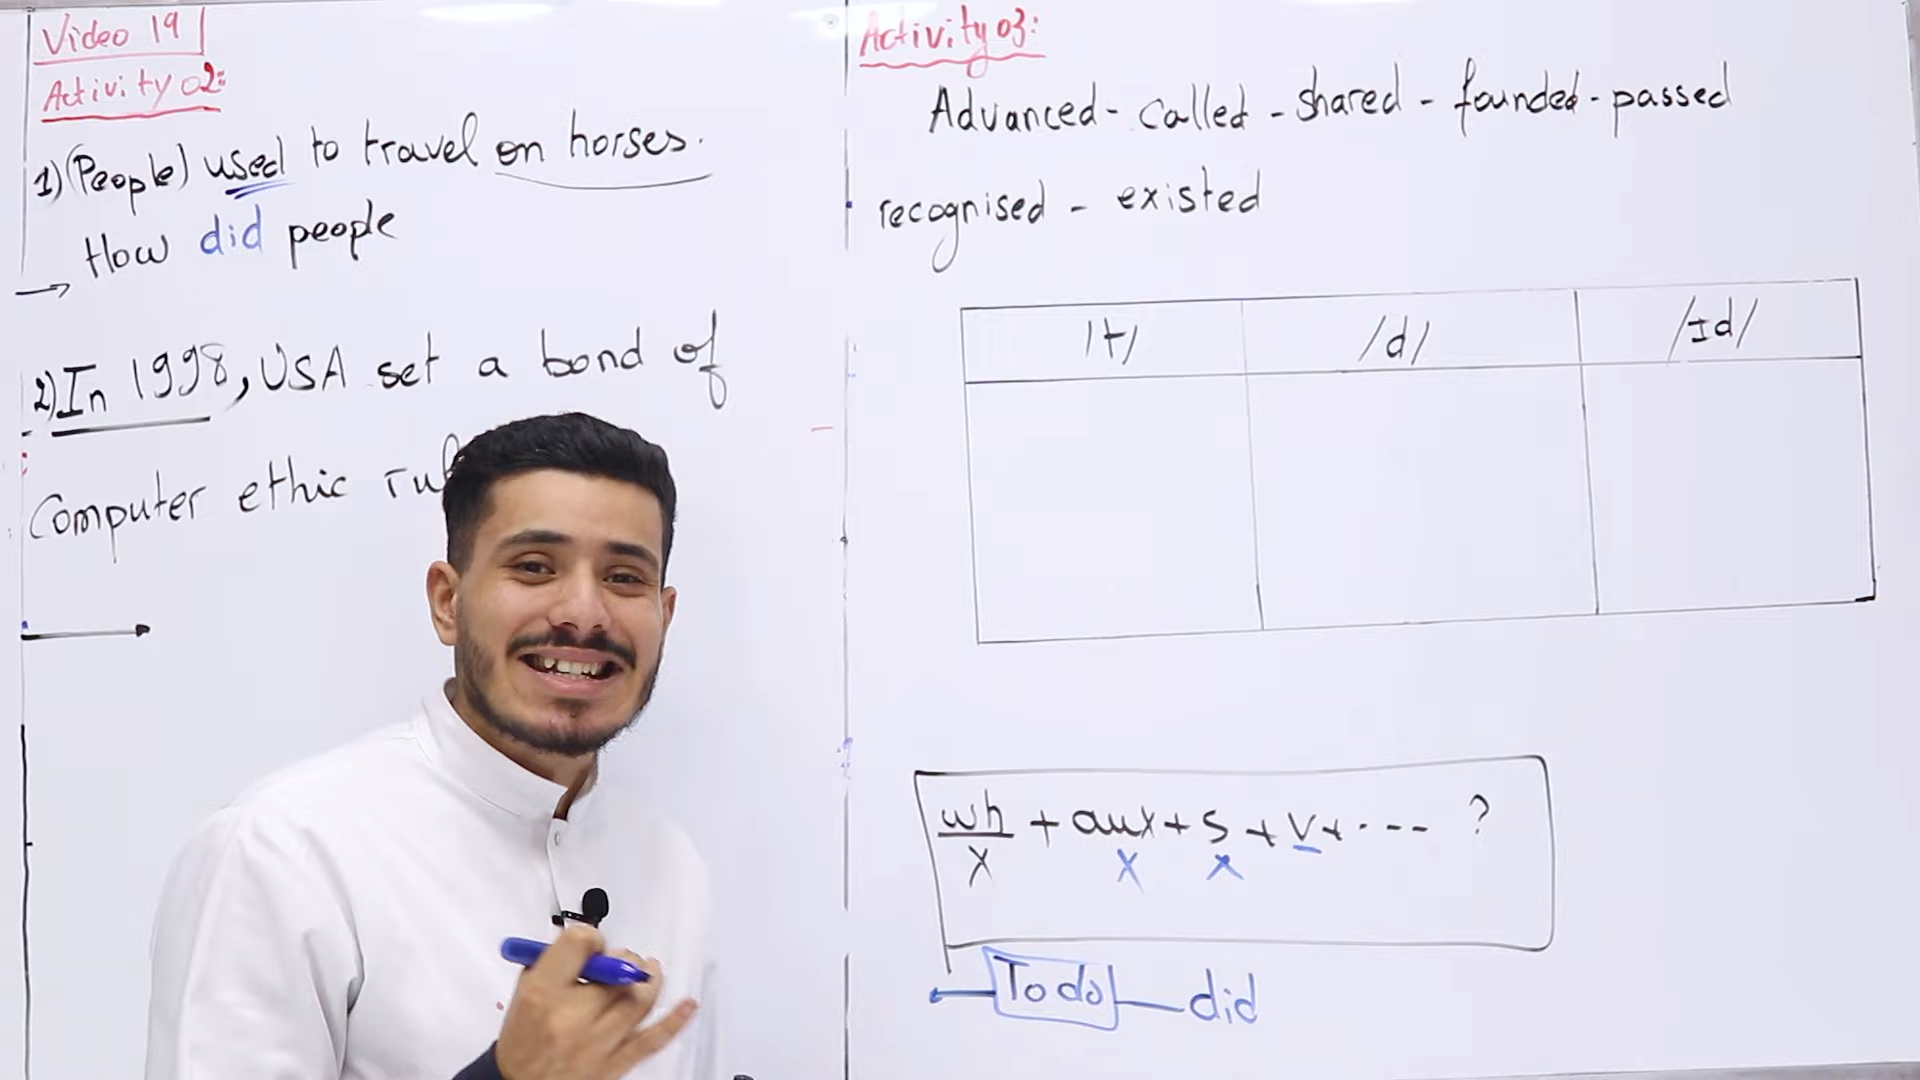 Video 19
Activity 02:
1) (People) used to travel on horses.
How did people
2) In 1998, USA set a bond of
Computer ethic
Activity 03:
Advanced - called - shared - founded - passed
recognised - existed
/t/ /d/ /Id/
wh + aux + s + v + .--- ?
X X x
To do did